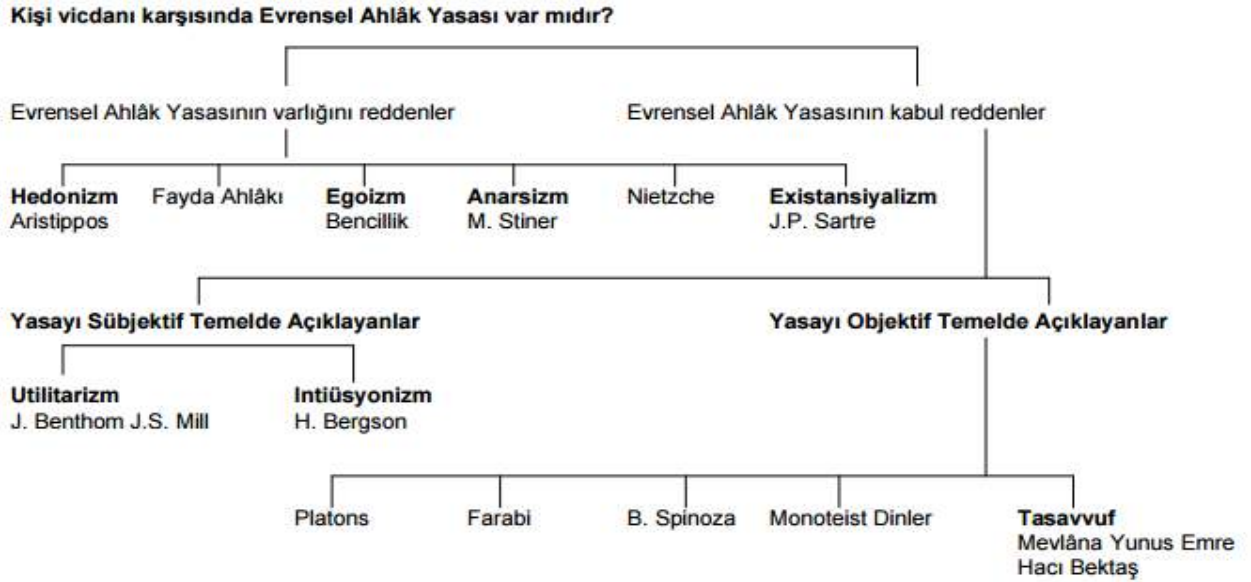 Kişi vicdanı karşısında Evrensel Ahlâk Yasası var mıdır?
Evrensel Ahlâk Yasasının varlığını reddenler
Evrensel Ahlâk Yasasının kabul reddenler
Hedonizm
Aristippos
Fayda Ahlâkı
Egoizm
Bencillik
Anarsizm
M. Stiner
Nietzche
Existansiyalizm
J.P. Sartre
Yasayı Sübjektif Temelde Açıklayanlar
Yasayı Objektif Temelde Açıklayanlar
Utilitarizm
J. Benthom J.S. Mill
Intiüsyonizm
H. Bergson
Platons
Farabi
B. Spinoza
Monoteist Dinler
Tasavvuf
Mevlâna Yunus Emre
Hacı Bektaş